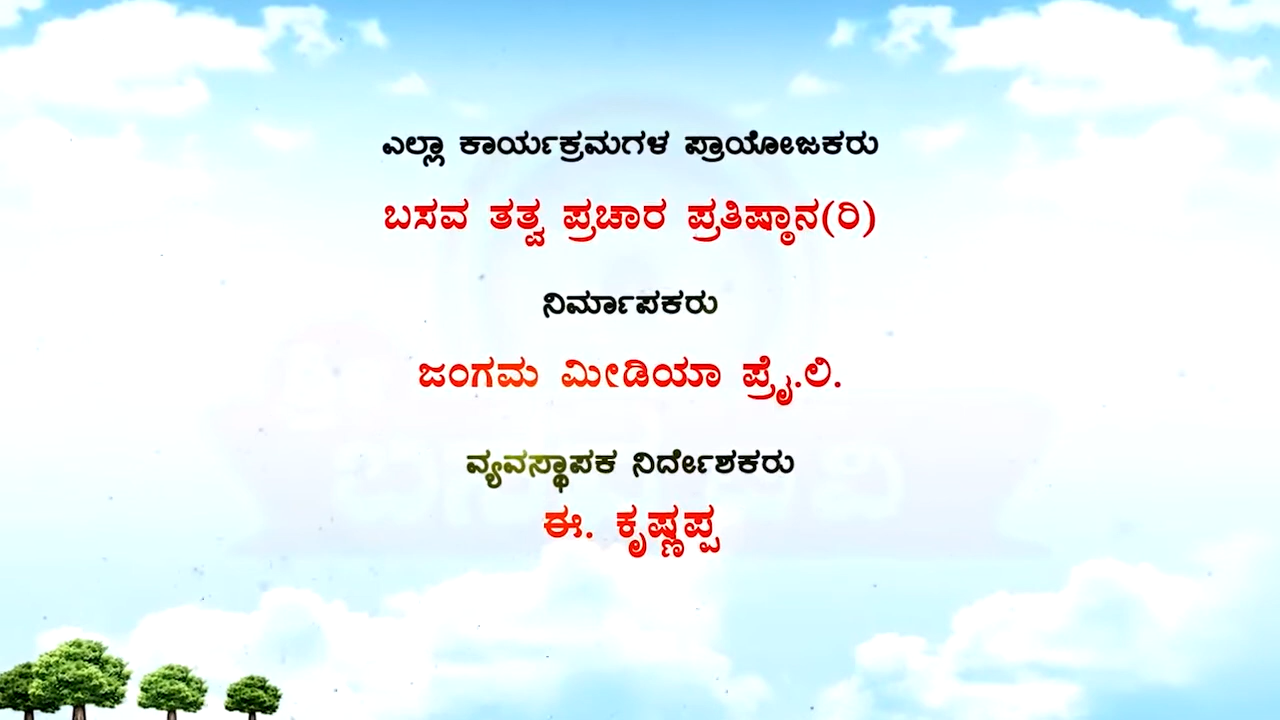 ಎಲ್ಲಾ ಕಾರ್ಯಕ್ರಮಗಳ ಪ್ರಾಯೋಜಕರು
ಬಸವ ತತ್ವ ಪ್ರಚಾರ ಪ್ರತಿಷ್ಠಾನ(ರಿ)
ನಿರ್ಮಾಪಕರು
ಜಂಗಮ ಮೀಡಿಯಾ ಪ್ರೈ.ಲಿ.
ವ್ಯವಸ್ಥಾಪಕ ನಿರ್ದೇಶಕರು
ಈ. ಕೃಷ್ಣಪ್ಪ